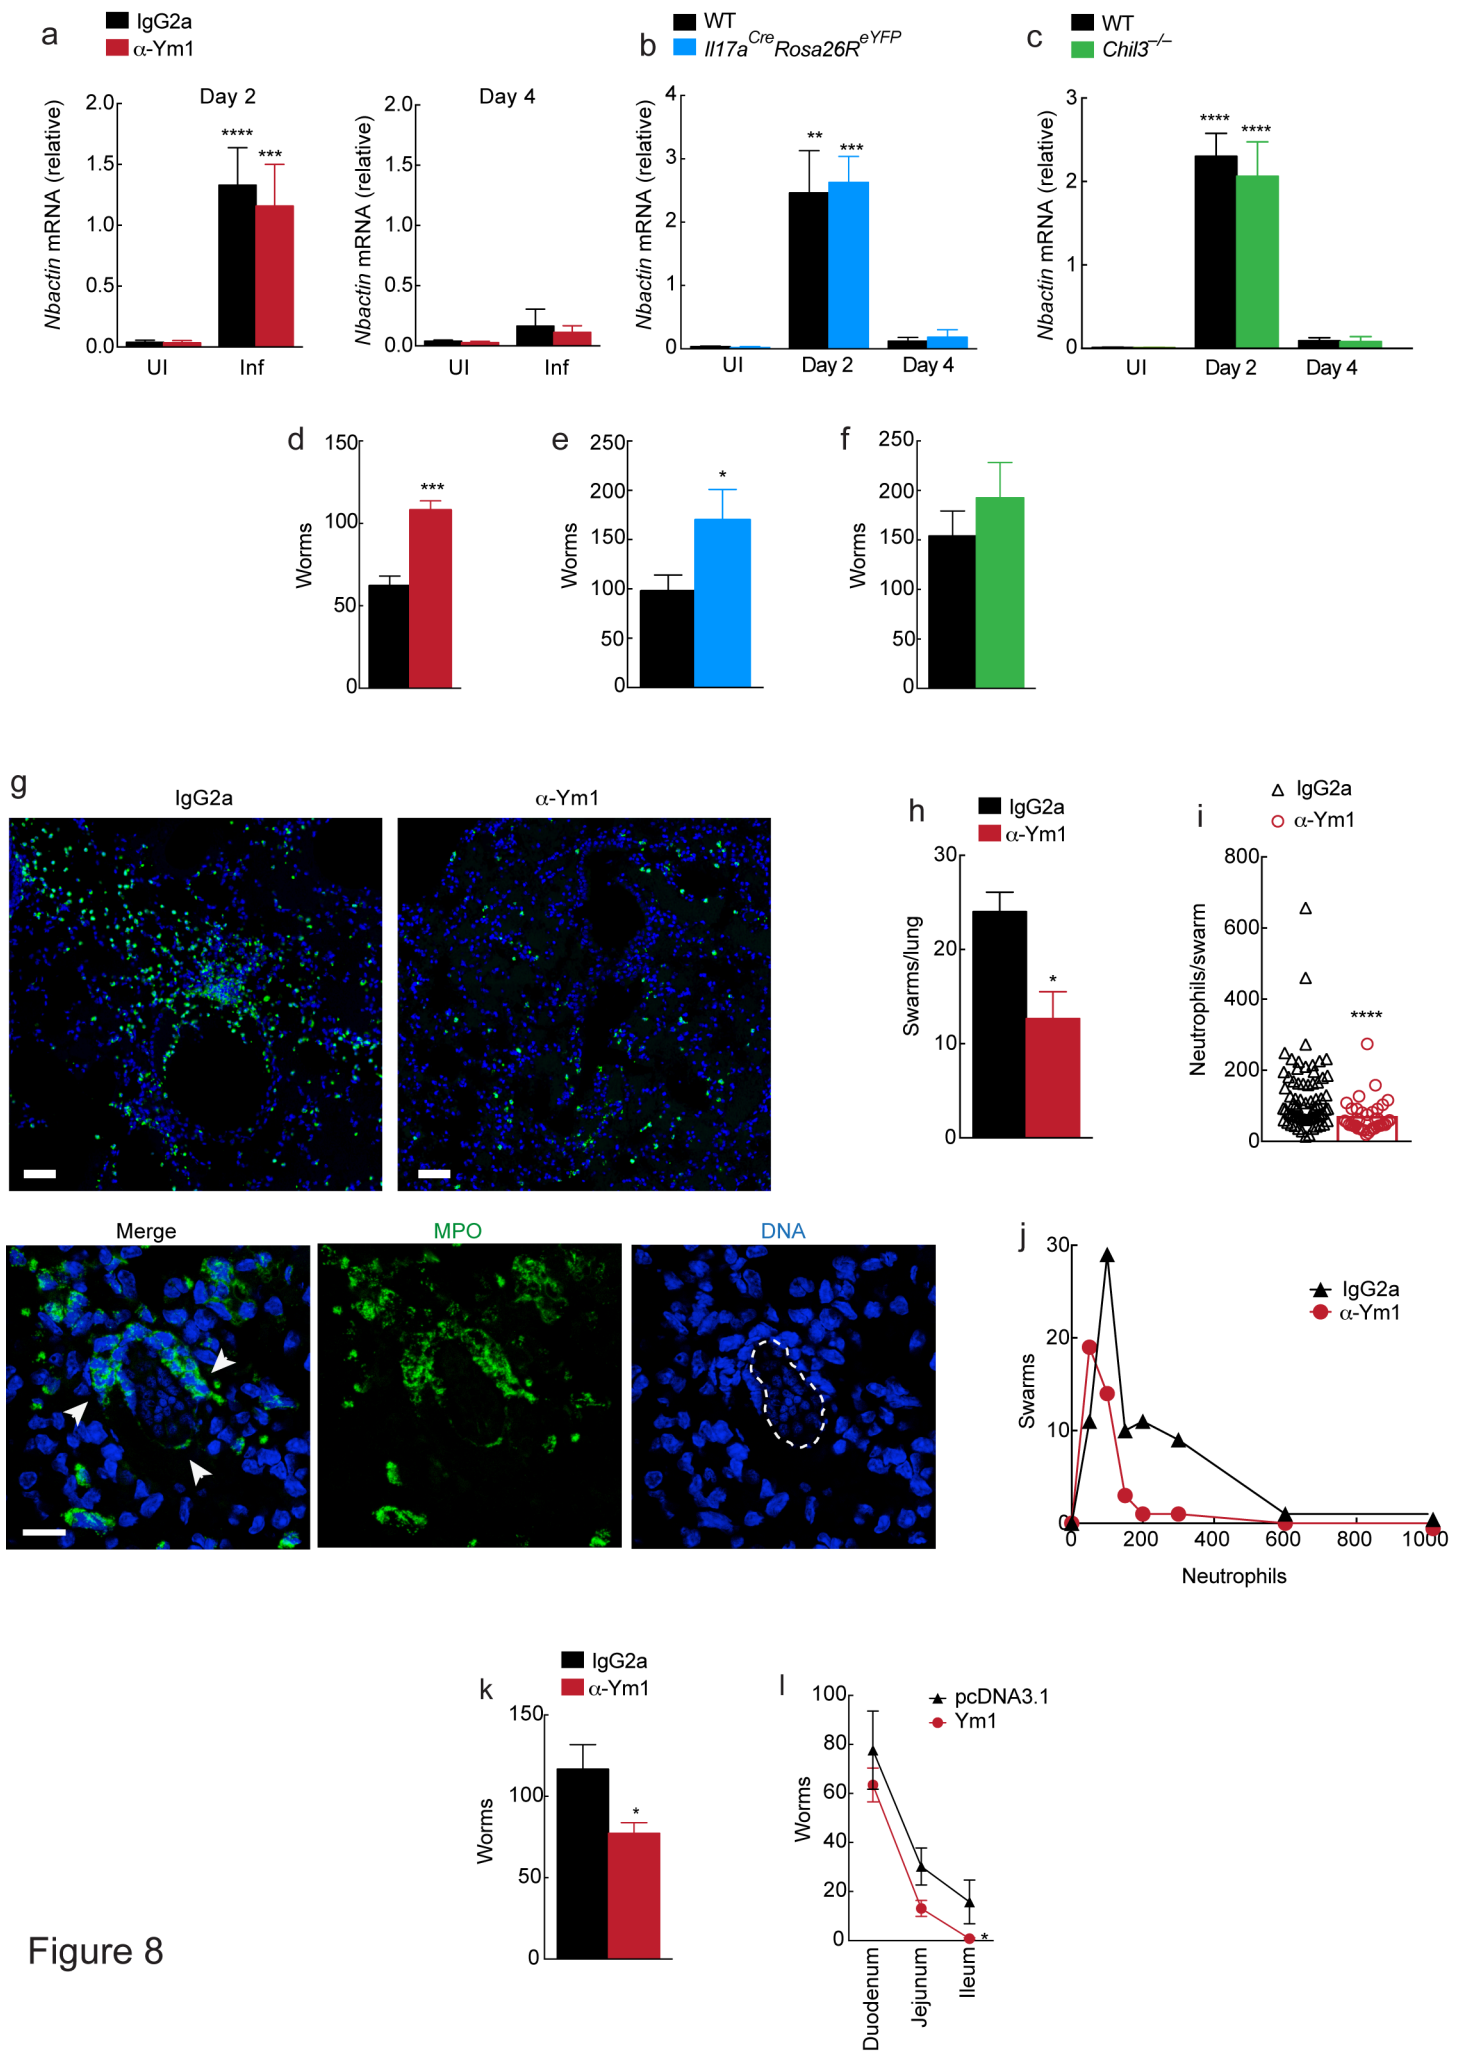 a
IgG2a
α-Ym1
Day 2
Nbactin mRNA (relative)
2.0
1.5
1.0
0.5
0.0
****
***
UI
Inf
Day 4
Nbactin mRNA (relative)
2.0
1.5
1.0
0.5
0.0
UI
Inf
b
WT
Il17aCreRosa26ReYFP
Nbactin mRNA (relative)
4
3
2
1
0
**
***
UI
Day 2
Day 4
c
WT
Chil3–/–
Nbactin mRNA (relative)
3
2
1
0
****
****
UI
Day 2
Day 4
d
Worms
150
100
50
0
***
e
Worms
250
200
150
100
50
0
*
f
Worms
250
200
150
100
50
0
g
IgG2a
α-Ym1
Merge
MPO
DNA
h
IgG2a
α-Ym1
Swarms/lung
30
20
10
0
*
i
IgG2a
α-Ym1
Neutrophils/swarm
800
600
400
200
0
****
j
Swarms
30
20
10
0
IgG2a
α-Ym1
0
200
400
600
800
1000
Neutrophils
k
IgG2a
α-Ym1
Worms
150
100
50
0
*
l
pcDNA3.1
Ym1
Worms
100
80
60
40
20
0
*
Duodenum
Jejunum
Ileum
Figure 8